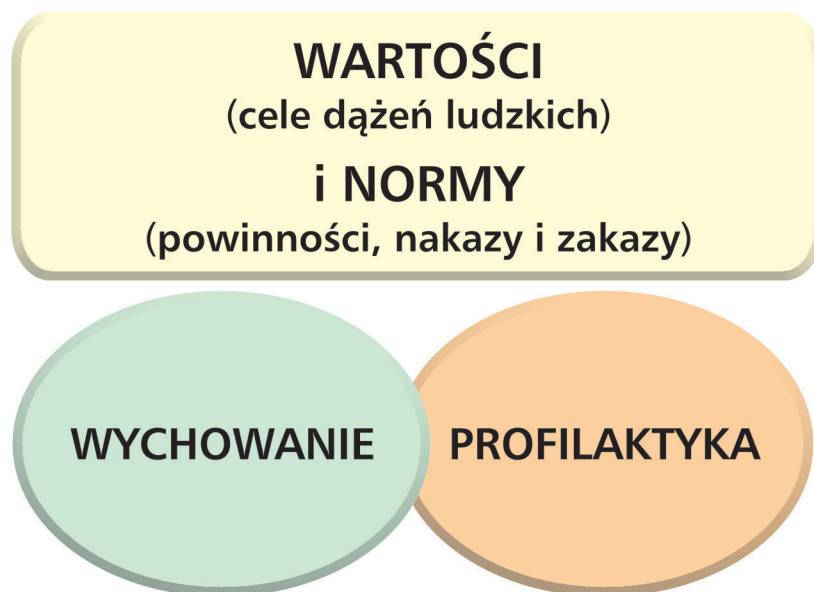 WARTOŚCI
(cele dążeń ludzkich)
i NORMY
(powinności, nakazy i zakazy)
WYCHOWANIE
PROFILAKTYKA